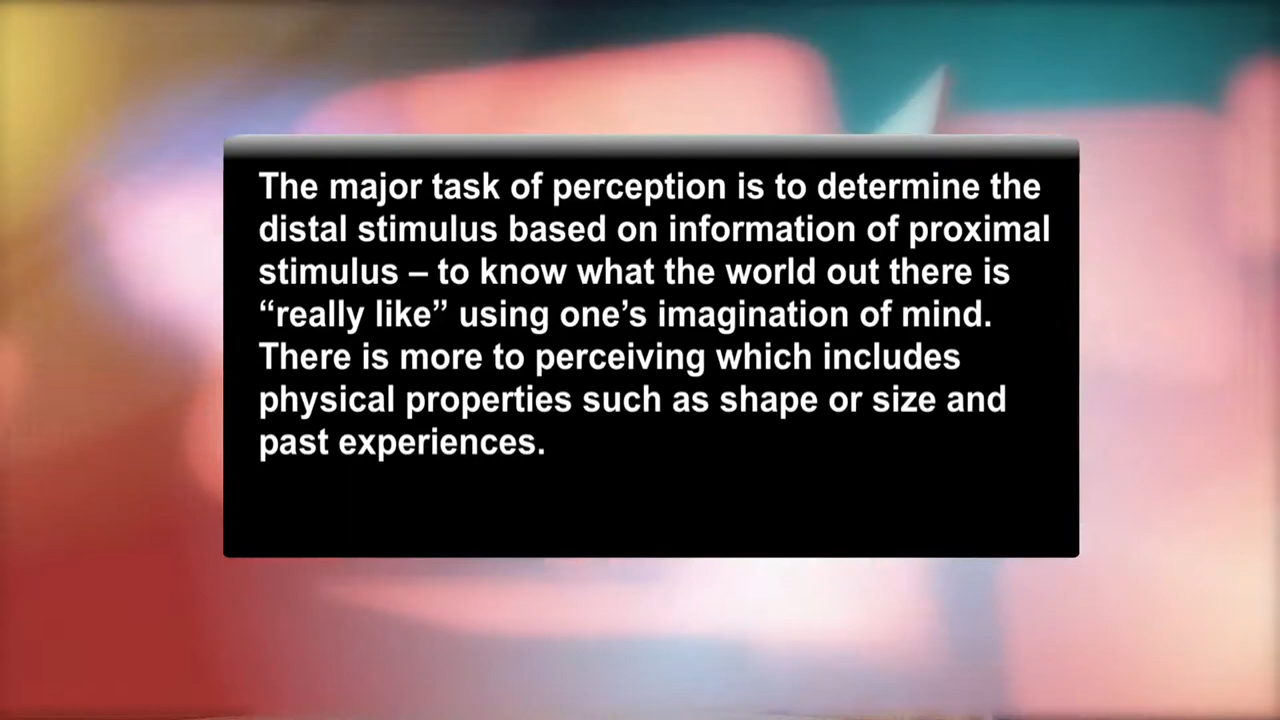 The major task of perception is to determine the
distal stimulus based on information of proximal
stimulus – to know what the world out there is
“really like” using one’s imagination of mind.
There is more to perceiving which includes
physical properties such as shape or size and
past experiences.